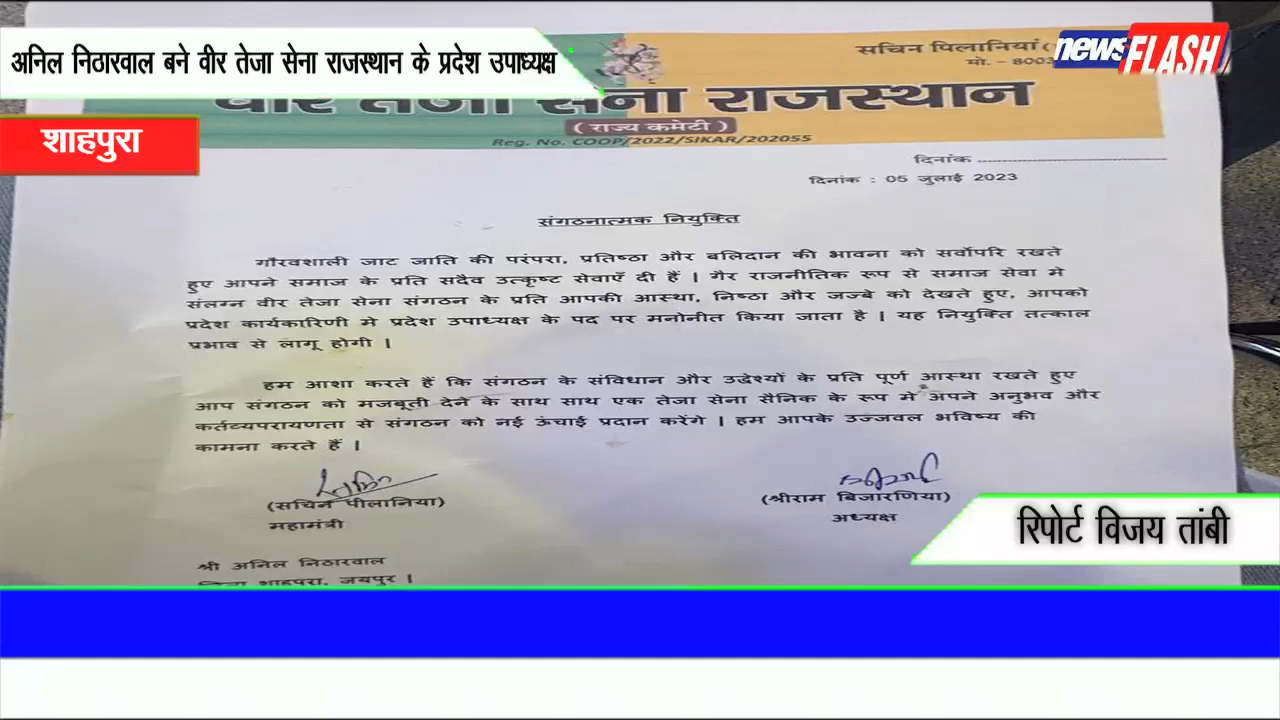 अनिल निठारवाल बने वीर तेजा सेना राजस्थान के प्रदेश उपाध्यक्ष
सचिन पिलानियां (
मो. - 8003
news FLASH
शाहपुरा
वीर तेजा सेना राजस्थान
( राज्य कमेटी )
Reg. No. COOP/2022/SIKAR/202055
दिनांक
दिनांक : 05 जुलाई 2023
संगठनात्मक नियुक्ति
गौरवशाली जाट जाति की परंपरा, प्रतिष्ठा और बलिदान की भावना को सर्वोपरि रखते
हुए आपने समाज के प्रति सदैव उत्कृष्ट सेवाएँ दी हैं । गैर राजनीतिक रूप से समाज सेवा मे
संलग्न वीर तेजा सेना संगठन के प्रति आपकी आस्था, निष्ठा और जज्बे को देखते हुए, आपको
प्रदेश कार्यकारिणी मे प्रदेश उपाध्यक्ष के पद पर मनोनीत किया जाता है । यह नियुक्ति तत्काल
प्रभाव से लागू होगी ।
हम आशा करते हैं कि संगठन के संविधान और उद्देश्यों के प्रति पूर्ण आस्था रखते हुए
आप संगठन को मजबूती देने के साथ साथ एक तेजा सेना सैनिक के रूप मे अपने अनुभव और
कर्तव्यपरायणता से संगठन को नई ऊंचाई प्रदान करेंगे । हम आपके उज्जवल भविष्य की
कामना करते हैं ।
(सचिन पीलानिया)
महामंत्री
(श्रीराम बिजारणिया)
अध्यक्ष
रिपोर्ट विजय तांबी
श्री अनिल निठारवाल
शाहपुरा, जयपुर ।